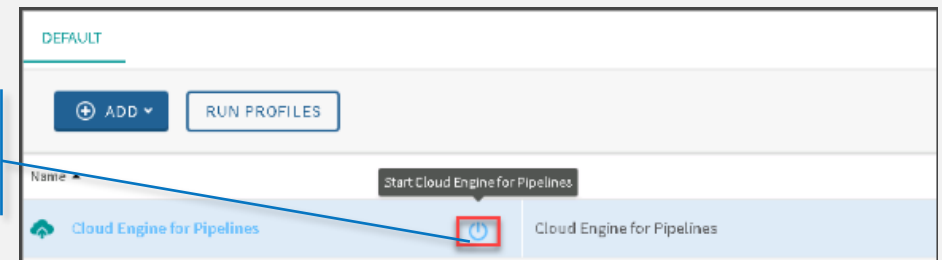 DEFAULT
ADD
RUN PROFILES
Name
Start Cloud Engine for Pipelines
Cloud Engine for Pipelines
Cloud Engine for Pipelines